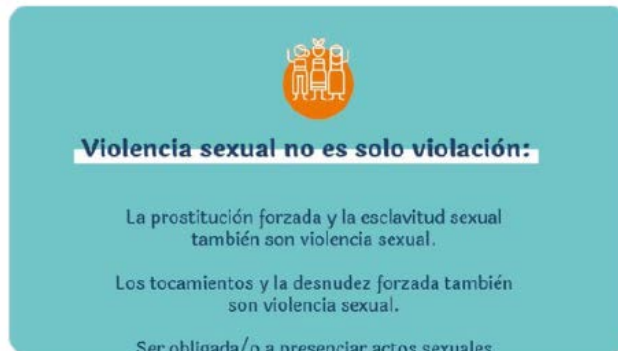 Violencia sexual no es solo violación:
La prostitución forzada y la esclavitud sexual
también son violencia sexual.
Los tocamientos y la desnudez forzada también
son violencia sexual.
Ser obligada/o a presenciar actos sexuales